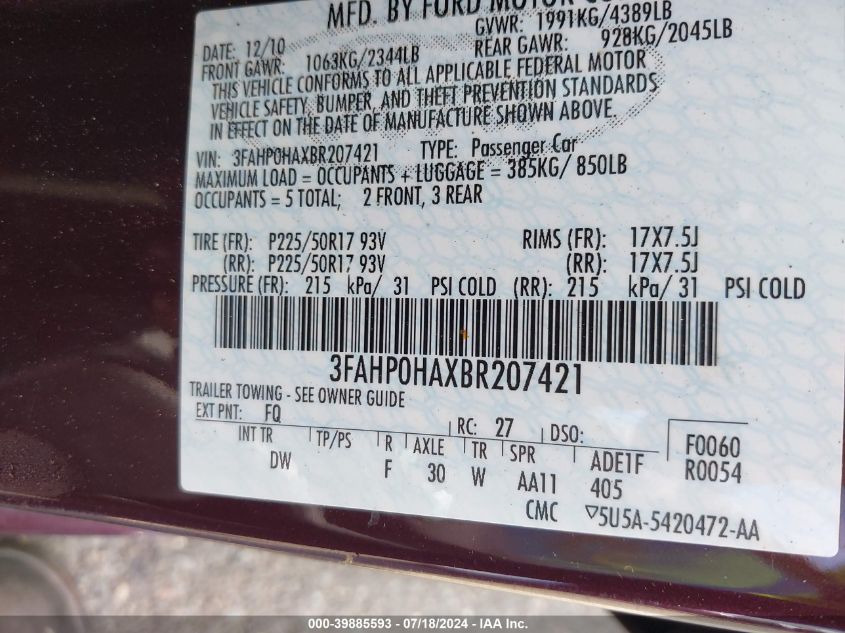 MFD. BY FORD MOTOR CO
DATE: 12/10 GVWR: 1991KG/4389LB
FRONT GAWR: 1063KG/2344LB REAR GAWR: 928KG/2045LB
THIS VEHICLE CONFORMS TO ALL APPLICABLE FEDERAL MOTOR
VEHICLE SAFETY, BUMPER, AND THEFT PREVENTION STANDARDS
IN EFFECT ON THE DATE OF MANUFACTURE SHOWN ABOVE.
VIN: 3FAHP0HAXBR207421 TYPE: Passenger Car
MAXIMUM LOAD = OCCUPANTS + LUGGAGE = 385KG/ 850LB
OCCUPANTS = 5 TOTAL; 2 FRONT, 3 REAR
TIRE (FR): P225/50R17 93V RIMS (FR): 17X7.5J
(RR): P225/50R17 93V (RR): 17X7.5J
PRESSURE (FR): 215 kPa/ 31 PSI COLD (RR): 215 kPa/ 31 PSI COLD
3FAHP0HAXBR207421
TRAILER TOWING - SEE OWNER GUIDE
EXT PNT: FQ RC: 27 DSO: F0060
INT TR TP/PS R AXLE TR SPR ADE1F R0054
DW F 30 W AA11 405
CMC ▽5U5A-5420472-AA
000-39885593 - 07/18/2024 - IAA Inc.